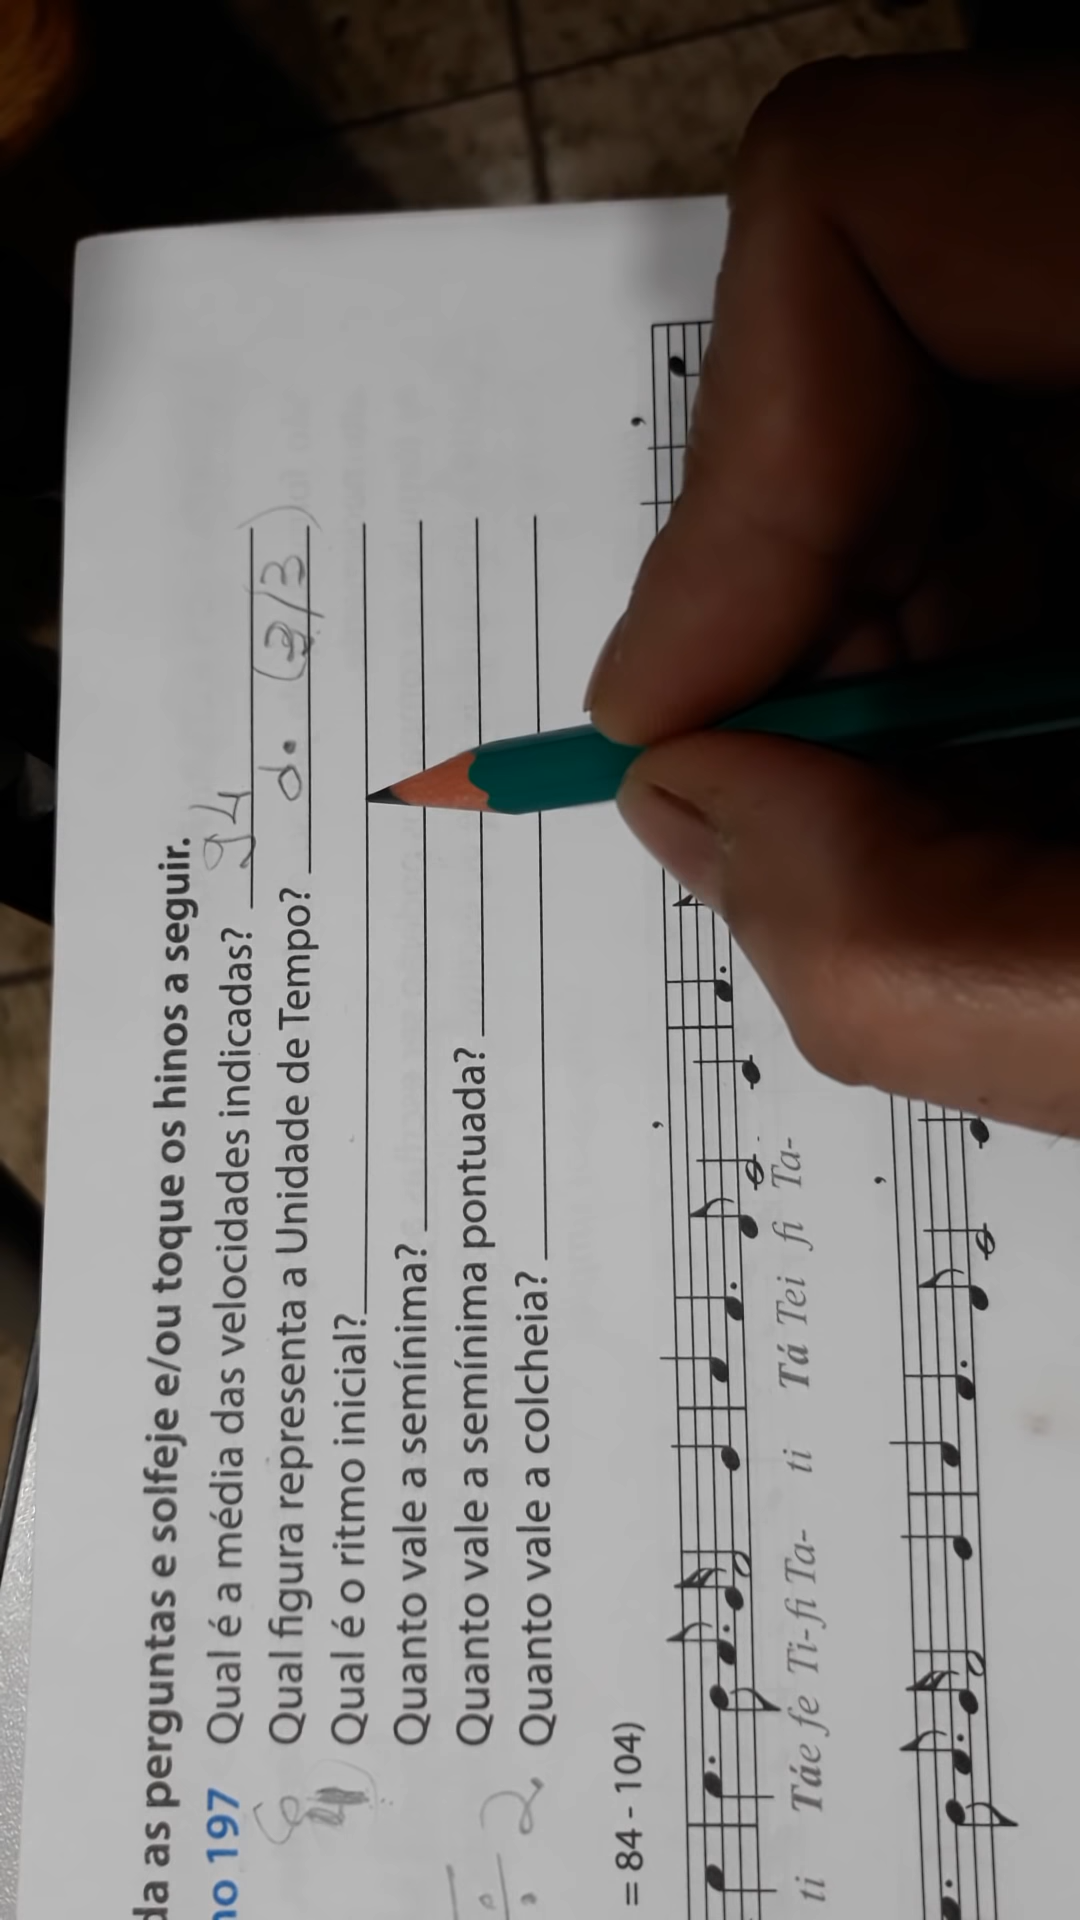 da as perguntas e solfeje e/ou toque os hinos a seguir.
no 197 Qual é a média das velocidades indicadas? 94
Qual figura representa a Unidade de Tempo?
Qual é o ritmo inicial?
Quanto vale a semínima?
Quanto vale a semínima pontuada?
2 Quanto vale a colcheia?
= 84 - 104)
ti Táe fe Ti-fi Ta- ti Tá Tei fi Ta-